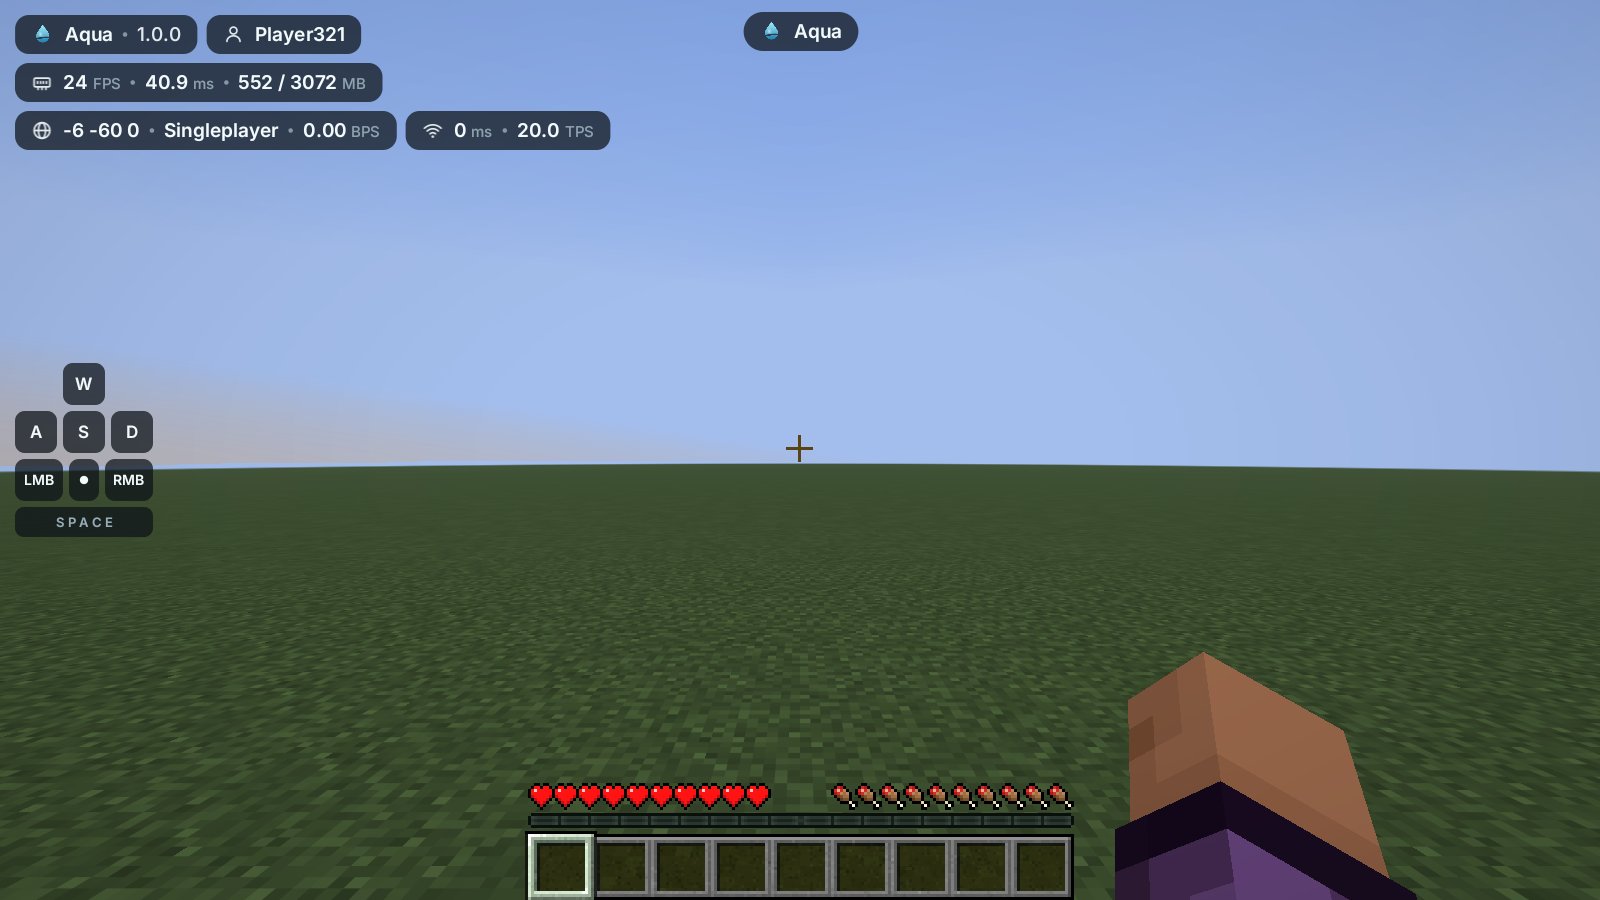 Aqua • 1.0.0 Player321
Aqua
24 FPS • 40.9 ms • 552 / 3072 MB
-6 -60 0 • Singleplayer • 0.00 BPS 0 ms • 20.0 TPS
W
A S D
LMB RMB
SPACE